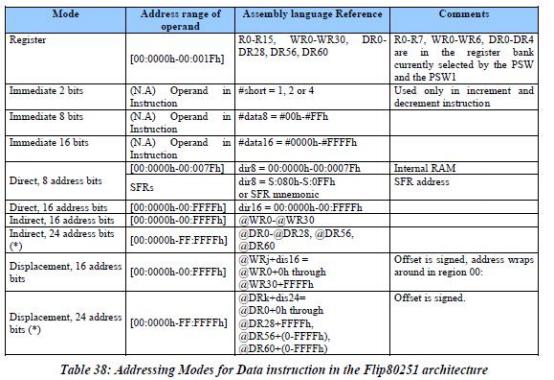 Mode Address range of operand Assembly language Reference Comments
Register [00:0000h-00:001Fh] R0-R15, WR0-WR30, DR0-DR28, DR56, DR60 R0-R7, WR0-WR6, DR0-DR4 are in the register bank currently selected by the PSW and the PSW1
Immediate 2 bits (N.A) Operand in Instruction #short = 1, 2 or 4 Used only in increment and decrement instruction
Immediate 8 bits (N.A) Operand in Instruction #data8 = #00h-#FFh
Immediate 16 bits (N.A) Operand in Instruction #data16 = #0000h-#FFFFh
Direct, 8 address bits [00:0000h-00:007Fh] dir8 = 00:0000h-00:0007Fh Internal RAM
SFRs dir8 = S:080h-S:0FFh or SFR mnemonic SFR address
Direct, 16 address bits [00:0000h-00:FFFFh] dir16 = 00:0000h-00:FFFFh
Indirect, 16 address bits [00:0000h-00:FFFFh] @WR0-@WR30
Indirect, 24 address bits (*) [00:0000h-FF:FFFFh] @DR0-@DR28, @DR56, @DR60
Displacement, 16 address bits [00:0000h-00:FFFFh] @WRj+dis16 = @WR0+0h through @WR30+FFFFh Offset is signed, address wraps around in region 00:
Displacement, 24 address bits (*) [00:0000h-FF:FFFFh] @DRk+dis24= @DR0+0h through @DR28+FFFFh, @DR56+(0-FFFFh), @DR60+(0-FFFFh) Offset is signed.
Table 38: Addressing Modes for Data instruction in the Flip80251 architecture